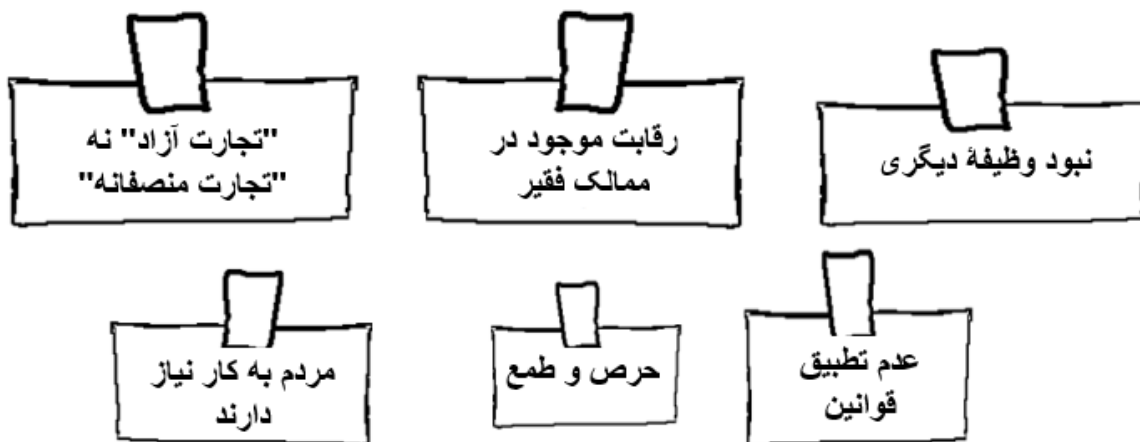 نبود وظیفهٔ دیگری
رقابت موجود در
ممالک فقیر
"تجارت آزاد" نه
"تجارت منصفانه"
عدم تطبیق
قوانین
حرص و طمع
مردم به کار نیاز
دارند